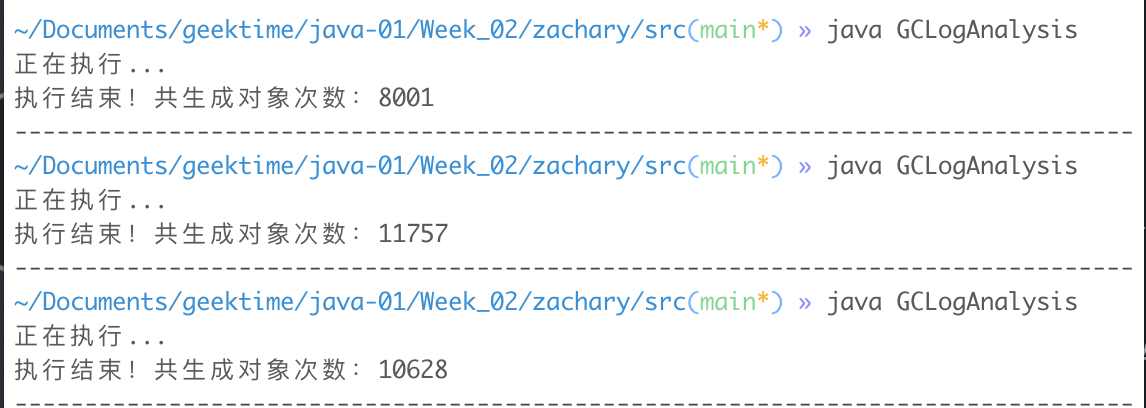 ~/Documents/geektime/java-01/Week_02/zachary/src(main*) » java GCLogAnalysis
正在执行...
执行结束! 共生成对象次数: 8001
--------------------------------------------------------------------------------
~/Documents/geektime/java-01/Week_02/zachary/src(main*) » java GCLogAnalysis
正在执行...
执行结束! 共生成对象次数: 11757
--------------------------------------------------------------------------------
~/Documents/geektime/java-01/Week_02/zachary/src(main*) » java GCLogAnalysis
正在执行...
执行结束! 共生成对象次数: 10628
--------------------------------------------------------------------------------